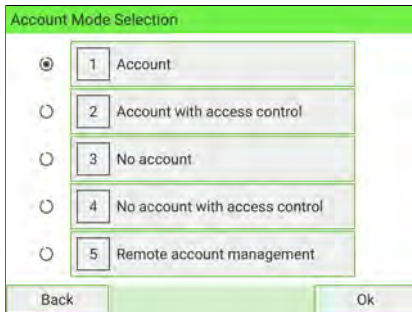 Account Mode Selection
1 Account
2 Account with access control
3 No account
4 No account with access control
5 Remote account management
Back Ok